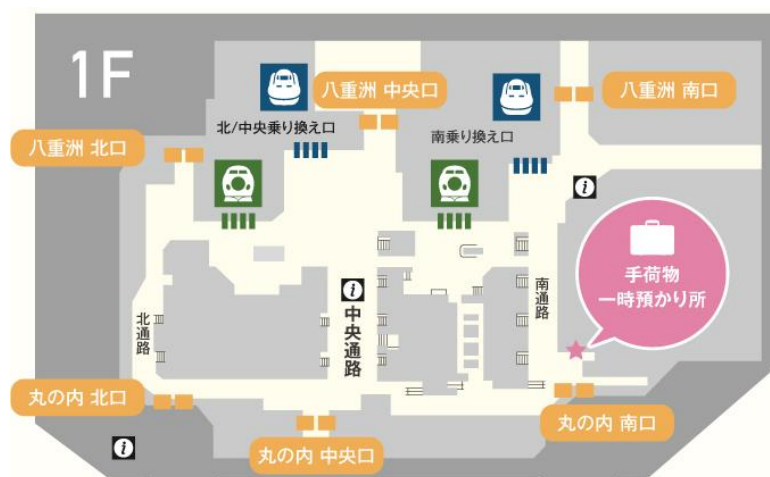 1F
八重洲 中央口
八重洲 南口
北/中央乗り換え口
南乗り換え口
八重洲 北口
i
手荷物
一時預かり所
南通路
i
中央通路
北通路
丸の内 北口
丸の内 南口
i
丸の内 中央口